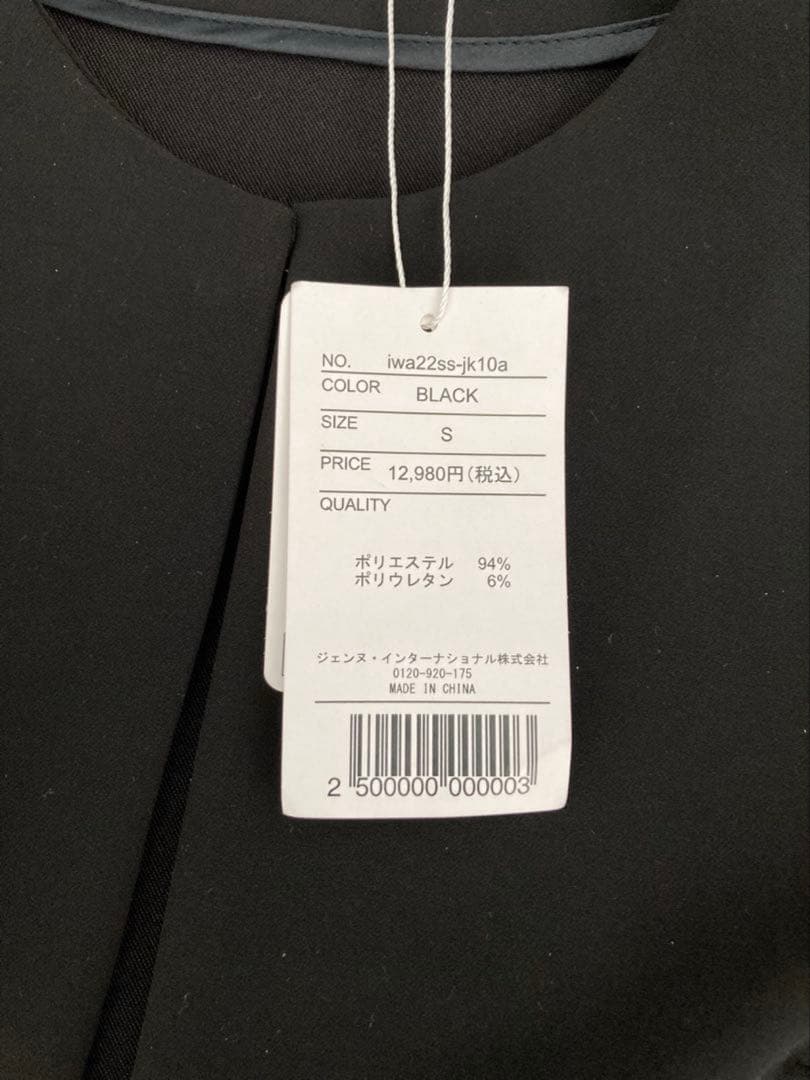 NO. iwa22ss-jk10a
COLOR BLACK
SIZE S
PRICE 12,980円(税込)
QUALITY
ポリエステル 94%
ポリウレタン 6%
ジェンヌ・インターナショナル株式会社
0120-920-175
MADE IN CHINA
2 500000 000003